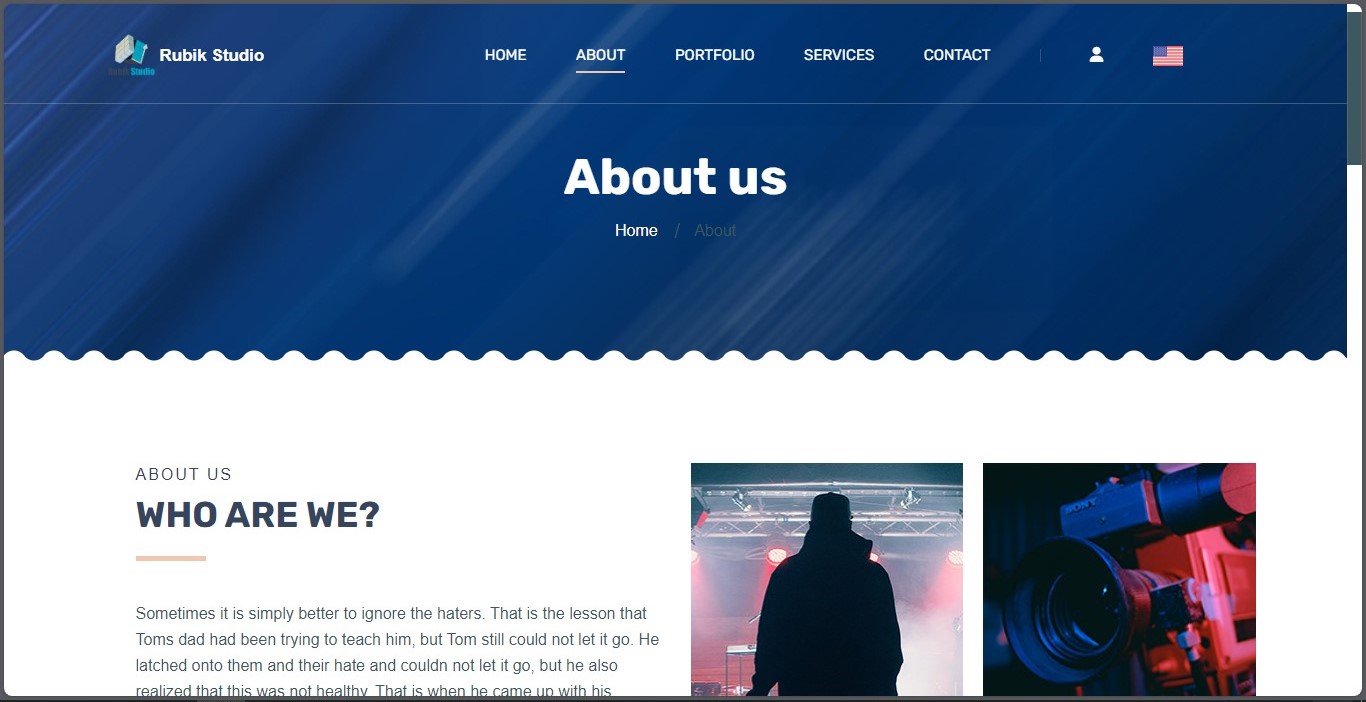 Studio
Rubik Studio
HOME
ABOUT
PORTFOLIO
SERVICES
CONTACT
About us
Home / About
ABOUT US
WHO ARE WE?
Sometimes it is simply better to ignore the haters. That is the lesson that
Toms dad had been trying to teach him, but Tom still could not let it go. He
latched onto them and their hate and couldn not let it go, but he also
realized that this was not healthy. That is when he came up with his
SONY